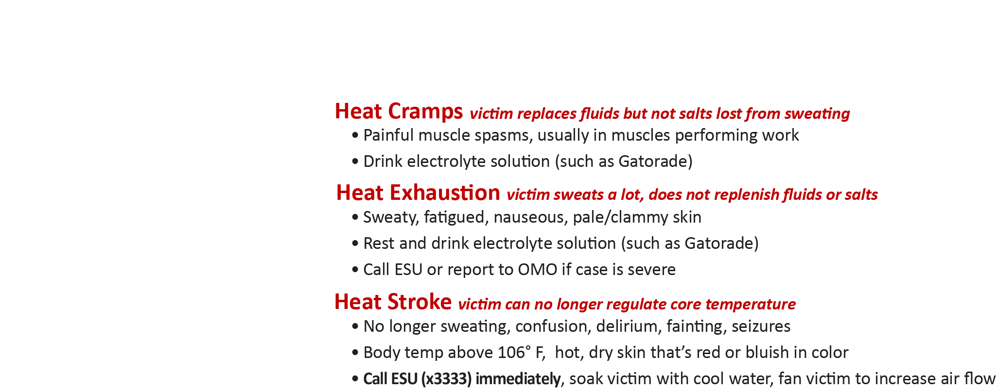 Heat Cramps victim replaces fluids but not salts lost from sweating
• Painful muscle spasms, usually in muscles performing work
• Drink electrolyte solution (such as Gatorade)
Heat Exhaustion victim sweats a lot, does not replenish fluids or salts
• Sweaty, fatigued, nauseous, pale/clammy skin
• Rest and drink electrolyte solution (such as Gatorade)
• Call ESU or report to OMO if case is severe
Heat Stroke victim can no longer regulate core temperature
• No longer sweating, confusion, delirium, fainting, seizures
• Body temp above 106° F,  hot, dry skin that’s red or bluish in color
• Call ESU (x3333) immediately, soak victim with cool water, fan victim to increase air flow